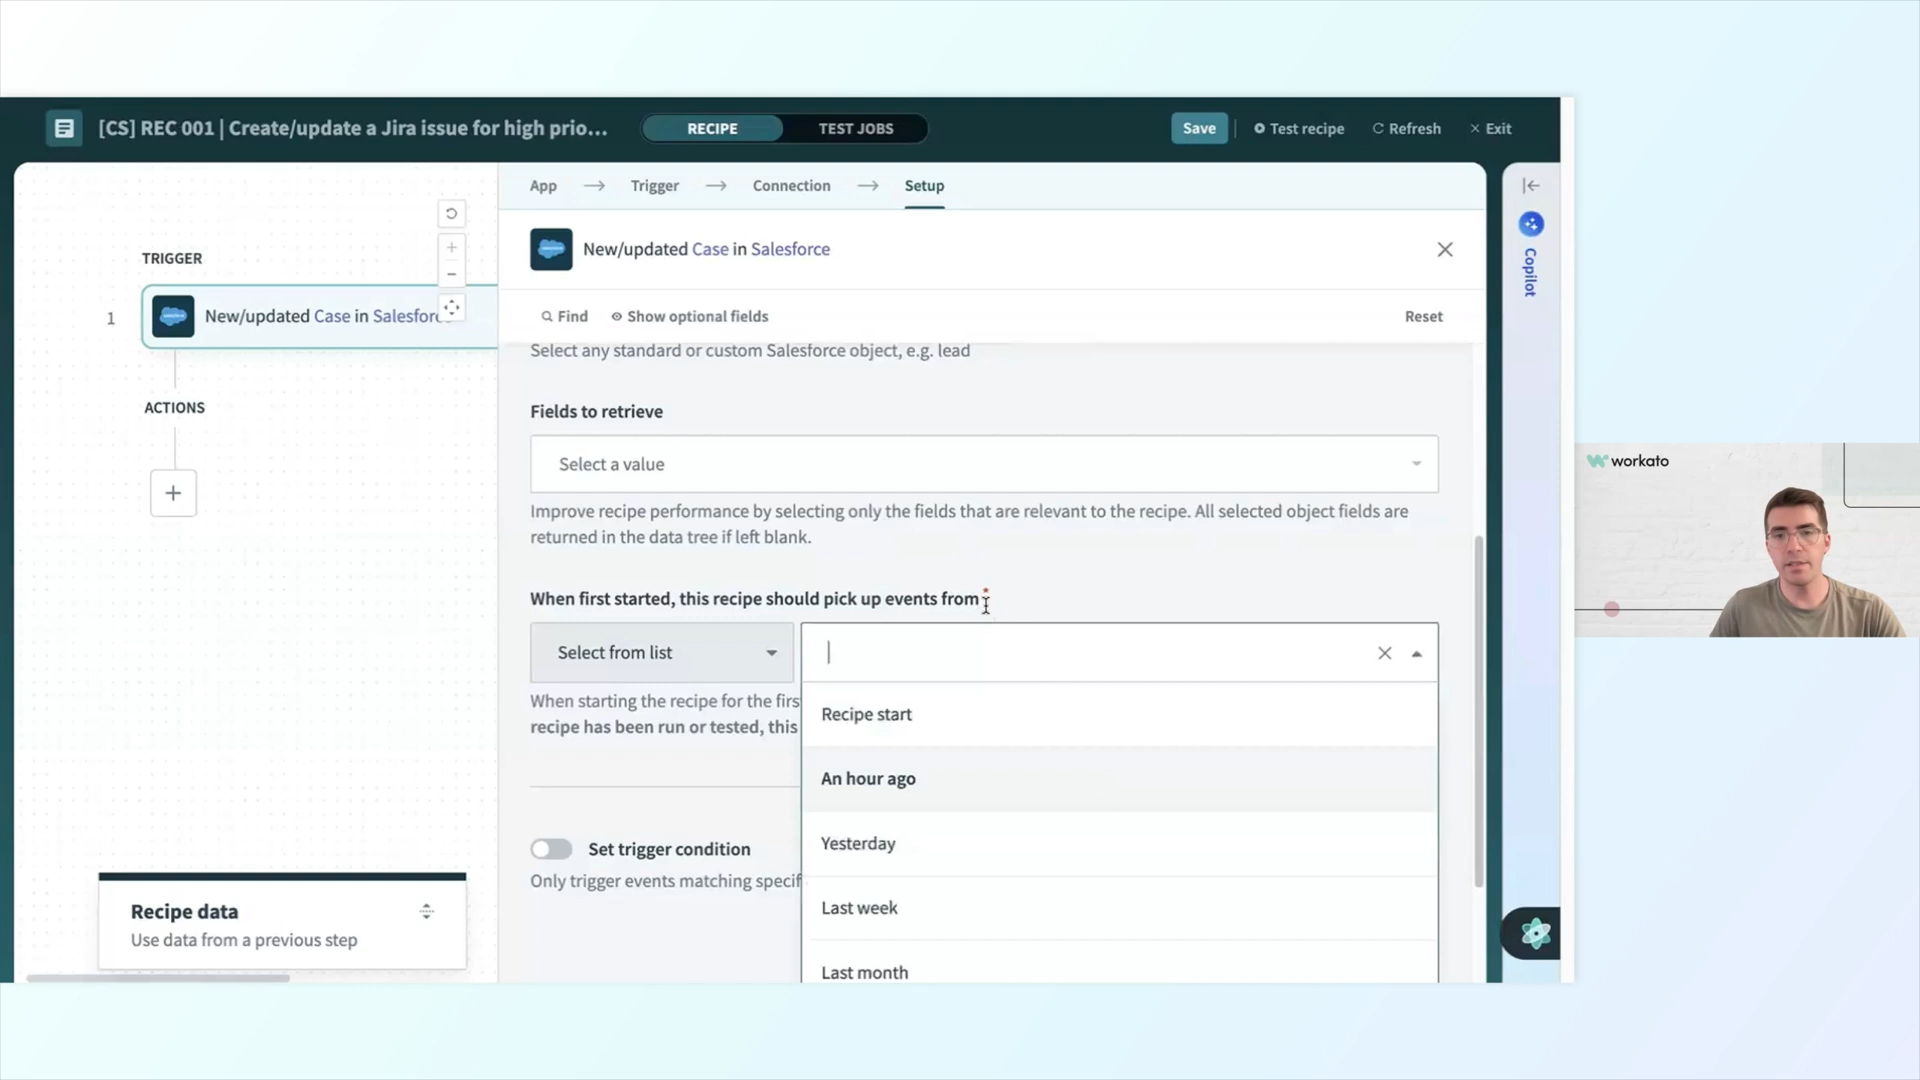 [CS] REC 001 | Create/update a Jira issue for high prio...
RECIPE
TEST JOBS
Save
Test recipe
Refresh
Exit
App
Trigger
Connection
Setup
New/updated Case in Salesforce
Copilot
TRIGGER
1
New/updated Case in Salesforc
Find
Show optional fields
Reset
Select any standard or custom Salesforce object, e.g. lead
Fields to retrieve
ACTIONS
Select a value
Improve recipe performance by selecting only the fields that are relevant to the recipe. All selected object fields are
returned in the data tree if left blank.
When first started, this recipe should pick up events from *
Select from list
When starting the recipe for the first
recipe has been run or tested, this
Recipe start
An hour ago
Yesterday
Last week
Last month
Set trigger condition
Only trigger events matching specif
Recipe data
Use data from a previous step
workato